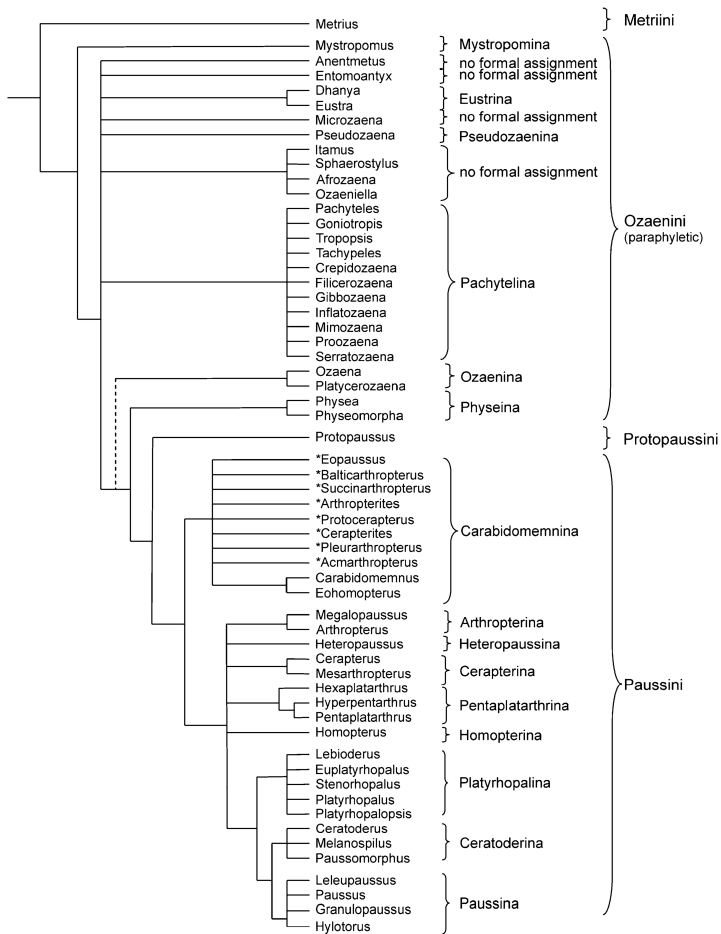 Metrius
Metriini
Mystropomus
Mystropomina
Anentmetus
no formal assignment
Entomoantyx
no formal assignment
Dhanya
Eustra
Eustrina
Microzaena
no formal assignment
Pseudozaena
Pseudozaenina
Itamus
Sphaerostylus
Afrozaena
Ozaeniella
no formal assignment
Pachyteles
Goniotropis
Tropopsis
Tachypeles
Crepidozaena
Filicerozaena
Gibbozaena
Inflatozaena
Mimozaena
Proozaena
Serratozaena
Pachytelina
Ozaena
Platycerozaena
Ozaenina
Physea
Physeomorpha
Physeina
Ozaenini
(paraphyletic)
Protopaussus
Protopaussini
*Eopaussus
*Balticarthropterus
*Succinarthropterus
*Arthropterites
*Protocerapterus
*Cerapterites
*Pleurarthropterus
*Acmarthropterus
Carabidomemnus
Eohomopterus
Carabidomemnina
Megalopaussus
Arthropterus
Arthropterina
Heteropaussus
Heteropaussina
Cerapterus
Mesarthropterus
Cerapterina
Hexaplatarthrus
Hyperpentarthrus
Pentaplatarthrus
Pentaplatarthrina
Homopterus
Homopterina
Lebioderus
Euplatyrhopalus
Stenorhopalus
Platyrhopalus
Platyrhopalopsis
Platyrhopalina
Ceratoderus
Melanospilus
Paussomorphus
Ceratoderina
Leleupaussus
Paussus
Granulopaussus
Hylotorus
Paussina
Paussini